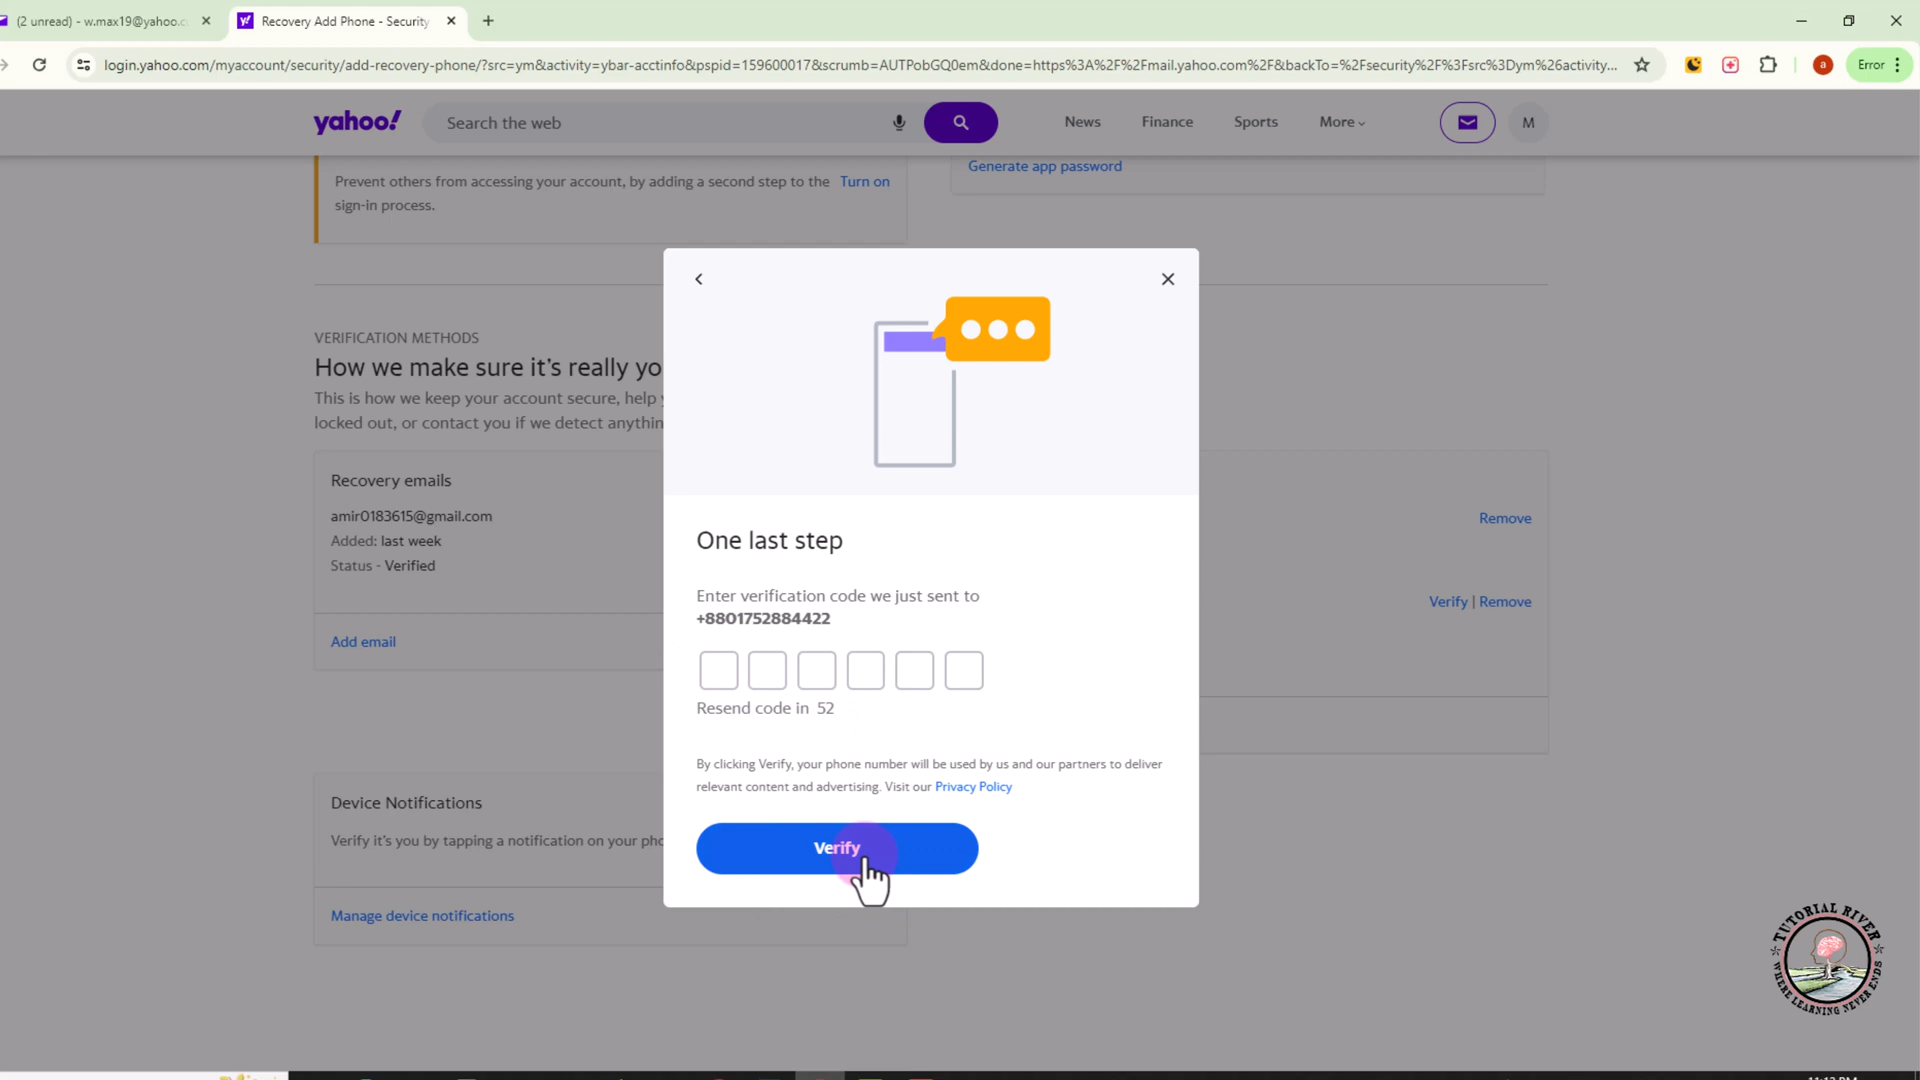 (2 unread) - w.max19@yahoo.c
Recovery Add Phone - Security
login.yahoo.com/myaccount/security/add-recovery-phone/?src=ym&activity=ybar-acctinfo&pspid=159600017&scrumb=AUTPobGQ0em&done=https%3A%2F%2Fmail.yahoo.com%2F&backTo=%2Fsecurity%2F%3Fsrc%3Dym%26activity...
a
Error
yahoo!
Search the web
News
Finance
Sports
More
M
Prevent others from accessing your account, by adding a second step to the
sign-in process.
Turn on
Generate app password
VERIFICATION METHODS
How we make sure it's really yo
This is how we keep your account secure, help
locked out, or contact you if we detect anythin
Recovery emails
amir0183615@gmail.com
Added: last week
Status - Verified
Add email
Remove
Verify | Remove
Device Notifications
Verify it's you by tapping a notification on your pho
Manage device notifications
One last step
Enter verification code we just sent to
+8801752884422
Resend code in 52
By clicking Verify, your phone number will be used by us and our partners to deliver
relevant content and advertising. Visit our Privacy Policy
Verify
TUTORIAL RIVER
WHERE LEARNING NEVER ENDS